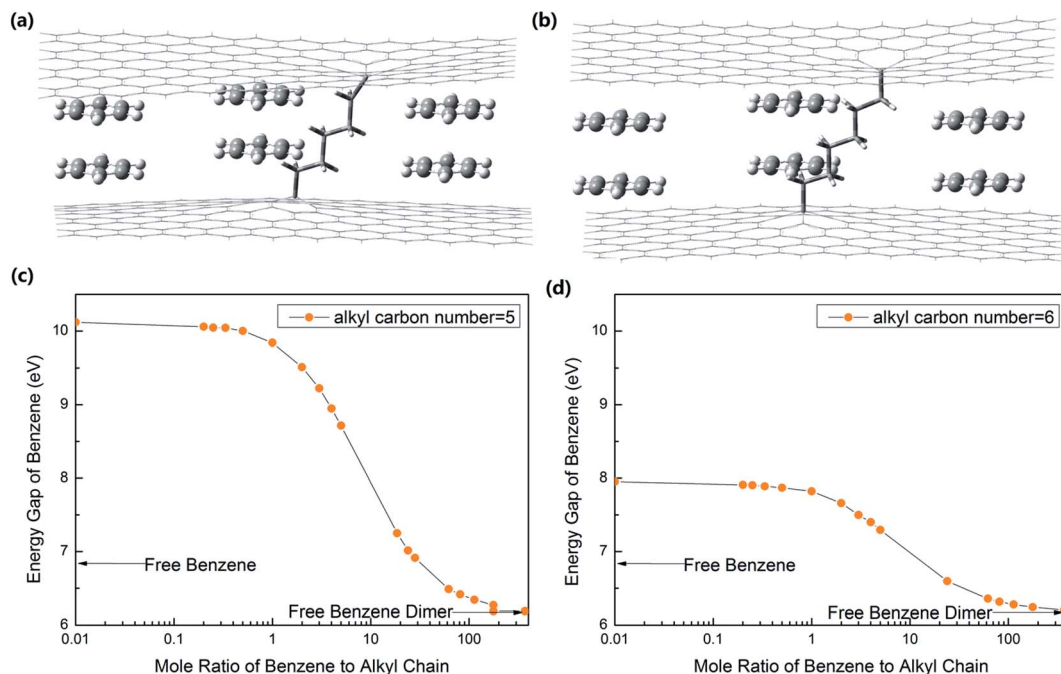 (a)
(b)
(c)
(d)
alkyl carbon number=5
10
9
8
7
6
Energy Gap of Benzene (eV)
Free Benzene
Free Benzene Dimer
0.01
0.1
1
10
100
Mole Ratio of Benzene to Alkyl Chain
alkyl carbon number=6
10
9
8
7
6
Energy Gap of Benzene (eV)
Free Benzene
Free Benzene Dimer
0.01
0.1
1
10
100
Mole Ratio of Benzene to Alkyl Chain